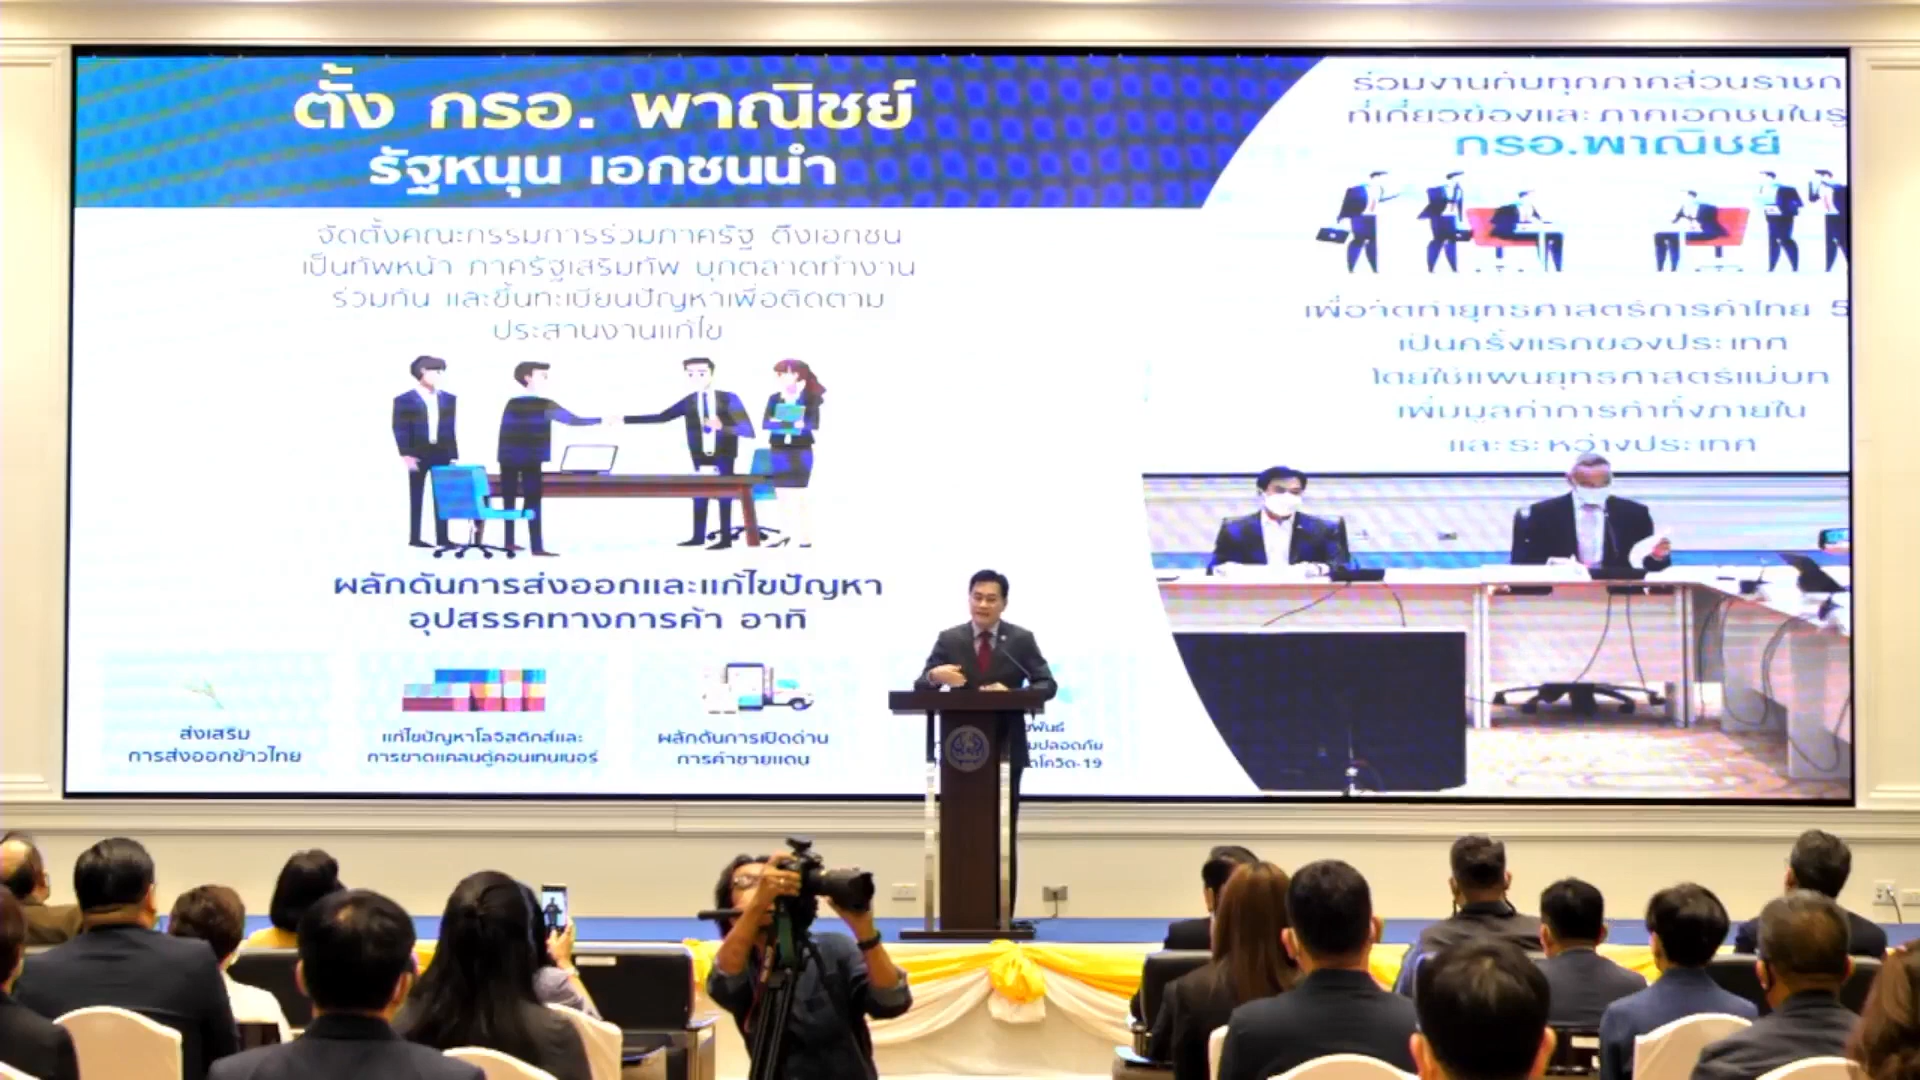 ตั้ง กรอ. พาณิชย์
รัฐหนุน เอกชนนำ
จัดตั้งคณะกรรมการร่วมภาครัฐ ดึงเอกชน
เป็นทัพหน้า ภาครัฐเสริมทัพ บุกตลาดทำงาน
ร่วมกัน และขึ้นทะเบียนปัญหาเพื่อติดตาม
ประสานงานแก้ไข
ผลักดันการส่งออกและแก้ไขปัญหา
อุปสรรคทางการค้า อาทิ
ส่งเสริม
การส่งออกข้าวไทย
แก้ไขปัญหาโลจิสติกส์และ
การขาดแคลนตู้คอนเทนเนอร์
ผลักดันการเปิดด่าน
การค้าชายแดน
ปลอดภัย
โควิด-19
ร่วมงานกับทุกภาคส่วนราชก
ที่เกี่ยวข้องและภาคเอกชนในรู
กรอ.พาณิชย์
เพื่อจัดทำยุทธศาสตร์การค้าไทย 5
เป็นครั้งแรกของประเทศ
โดยใช้แผนยุทธศาสตร์แม่บท
เพิ่มมูลค่าการค้าทั้งภายใน
และระหว่างประเทศ